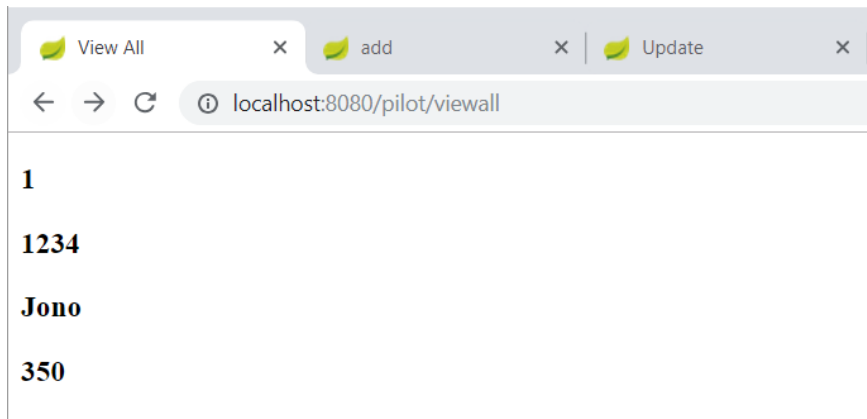 View All add Update
localhost:8080/pilot/viewall
1
1234
Jono
350